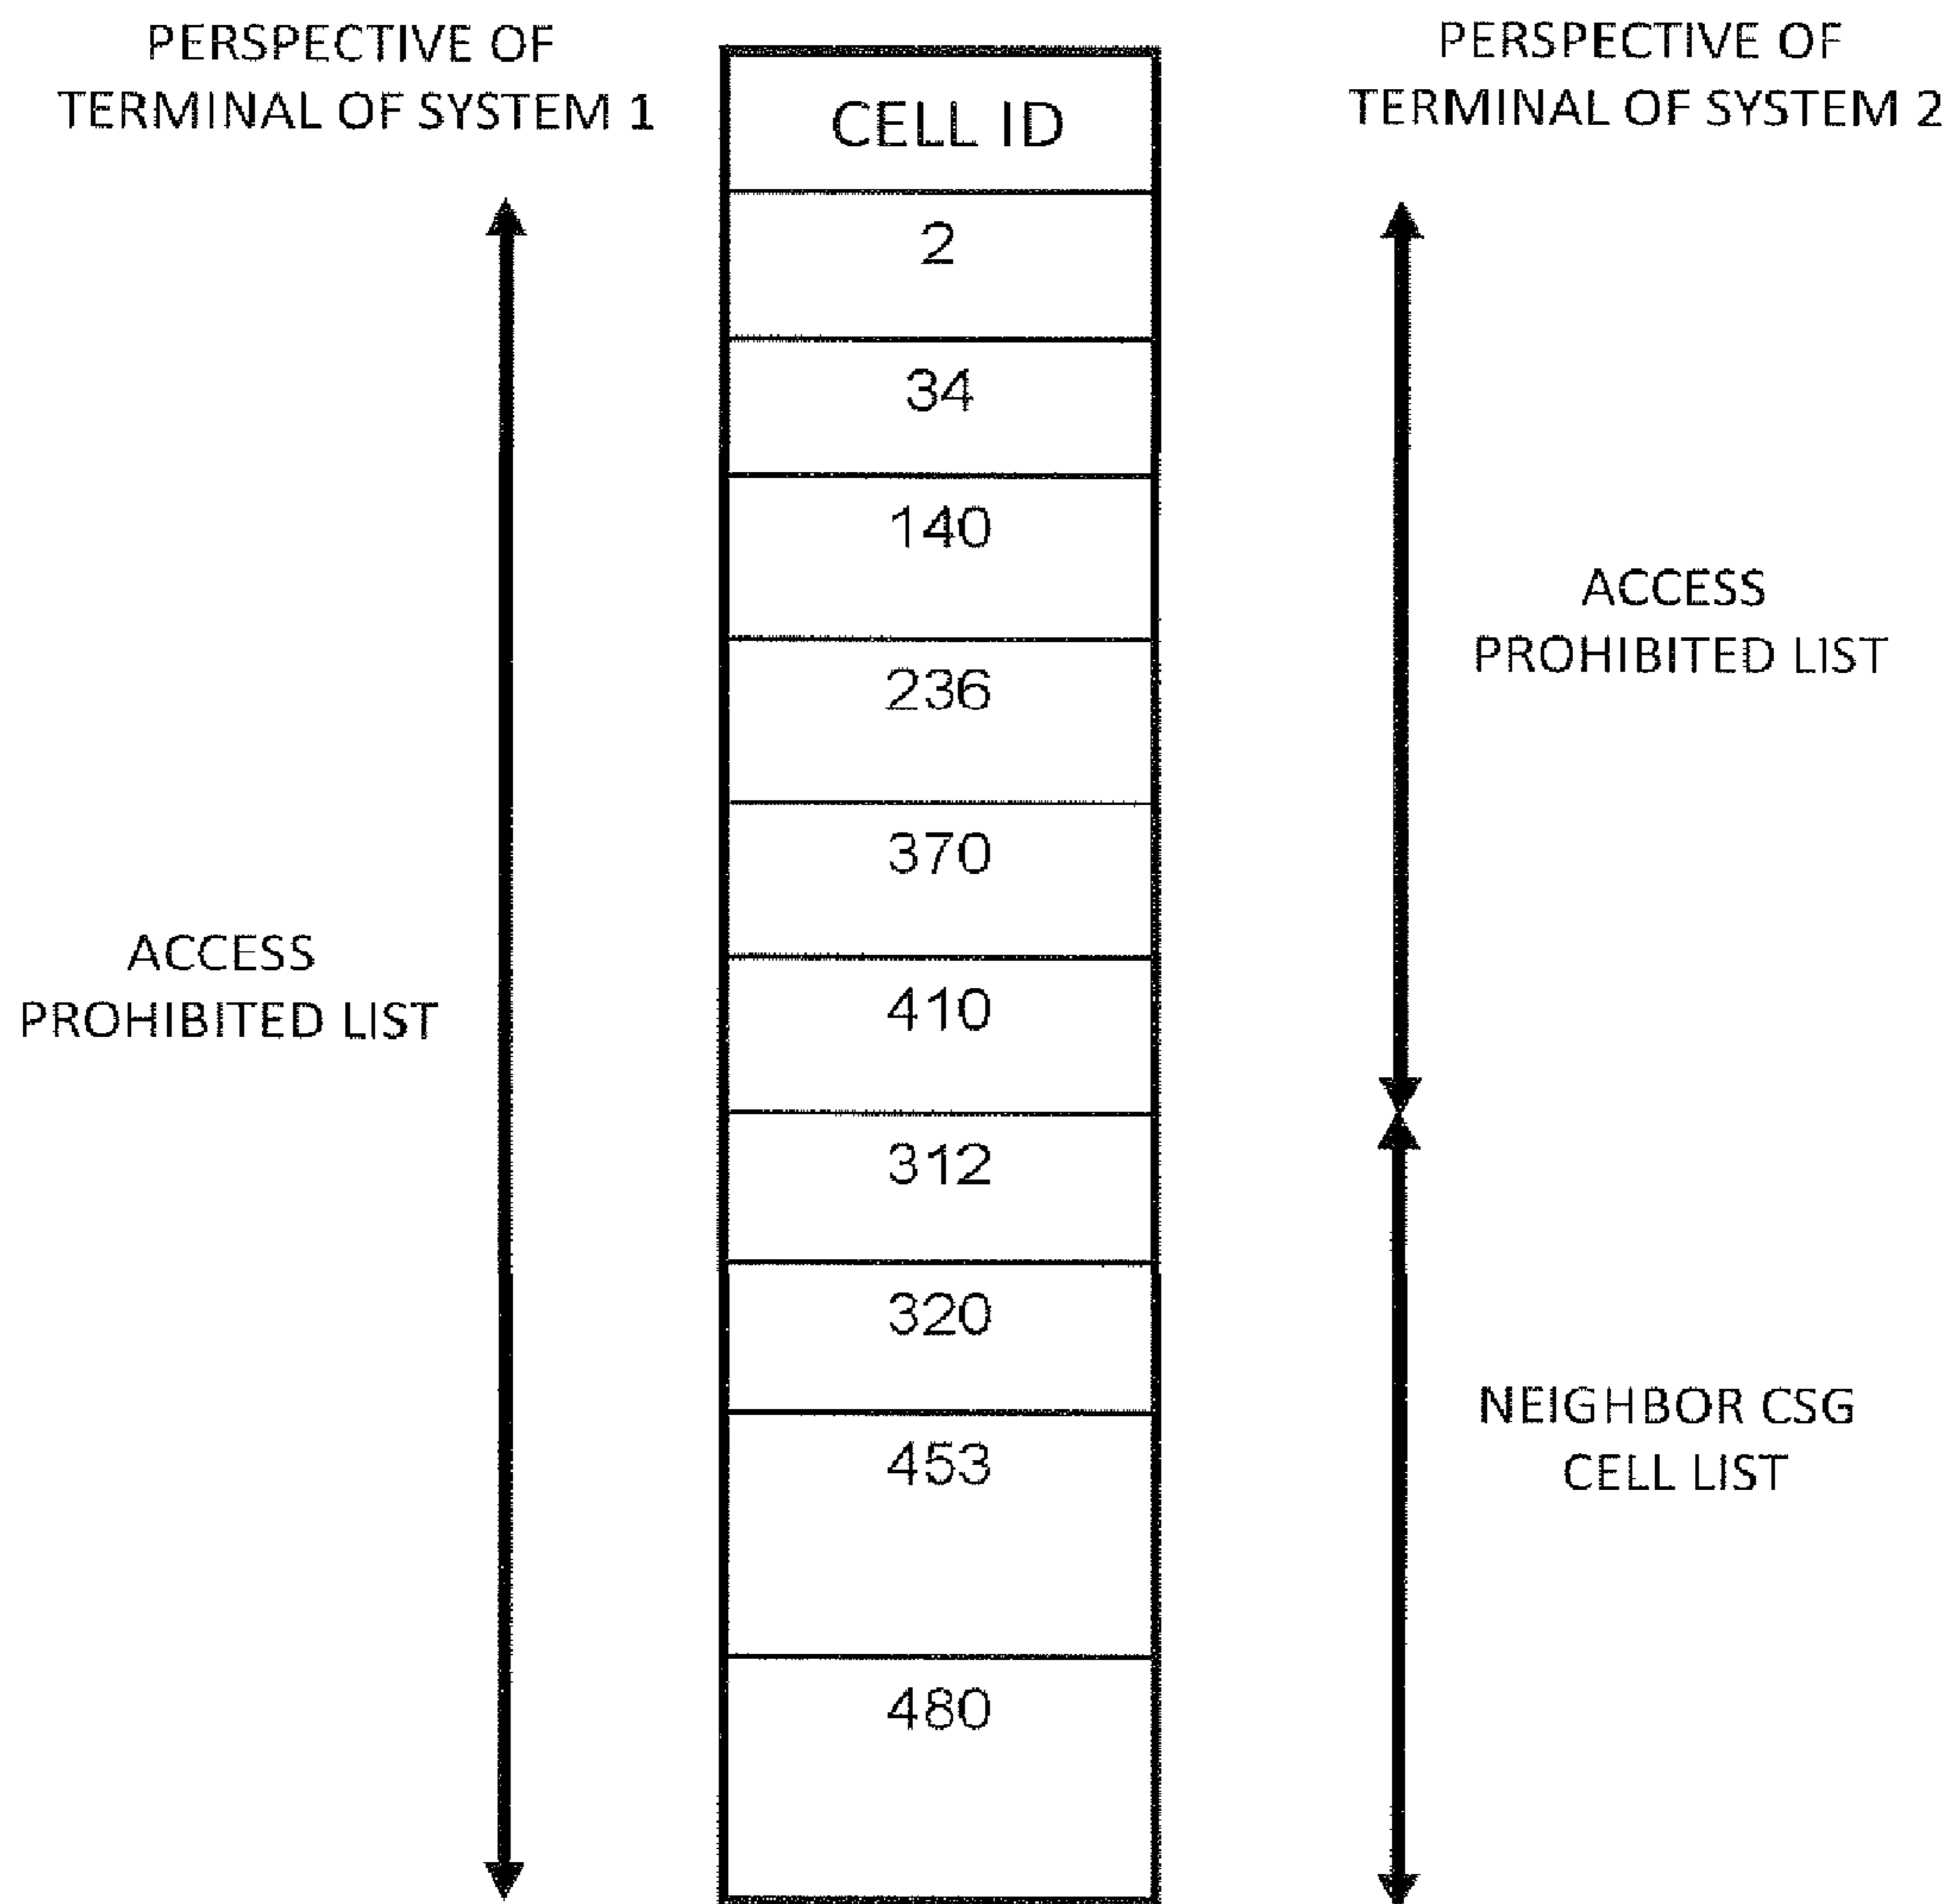 PERSPECTIVE OF
TERMINAL OF SYSTEM 1
PERSPECTIVE OF
TERMINAL OF SYSTEM 2
CELL ID
2
34
140
236
370
410
312
320
453
480
ACCESS
PROHIBITED LIST
ACCESS
PROHIBITED LIST
NEIGHBOR CSG
CELL LIST